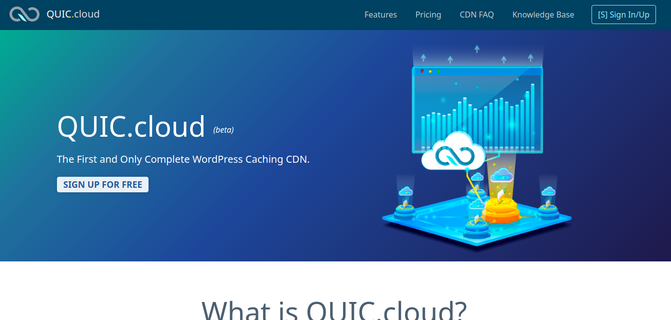 QUIC.cloud
Features
Pricing
CDN FAQ
Knowledge Base
[S] Sign In/Up
QUIC.cloud (beta)
The First and Only Complete WordPress Caching CDN.
SIGN UP FOR FREE
What is QUIC.cloud?